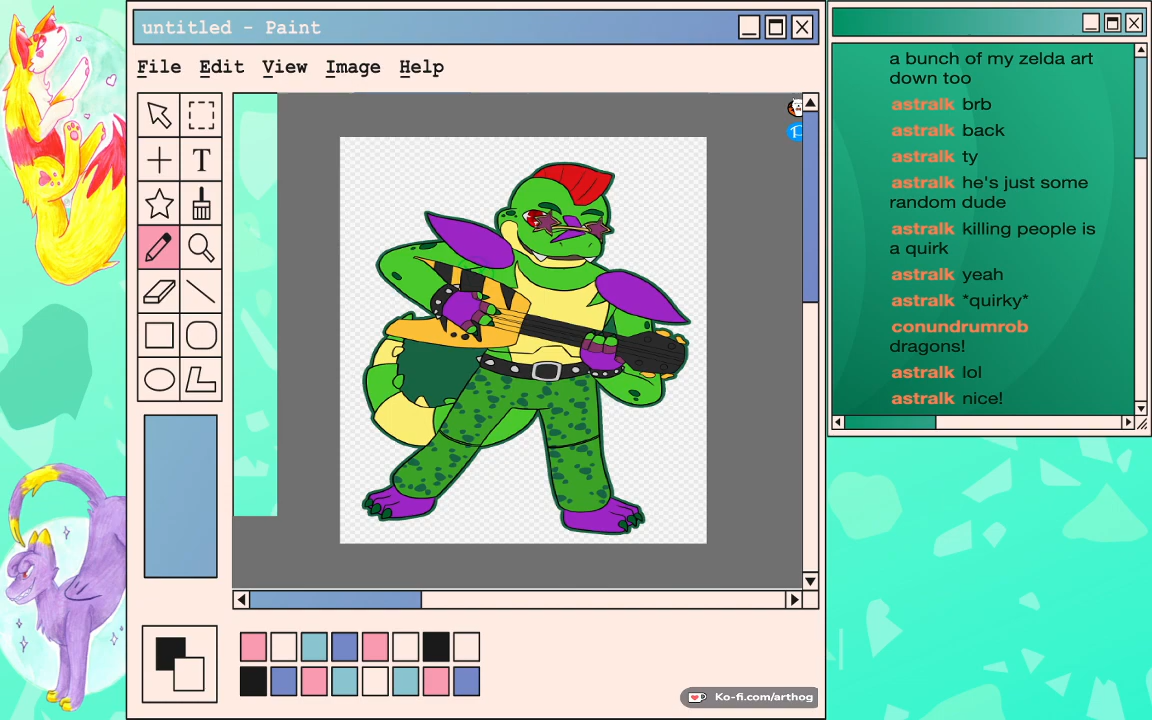 untitled - Paint
File Edit View Image Help
T
a bunch of my zelda art
down too
astralk brb
astralk back
astralk ty
astralk he's just some
random dude
astralk killing people is
a quirk
astralk yeah
astralk *quirky*
conundrumrob
dragons!
astralk lol
astralk nice!
Ko-fi.com/arthog